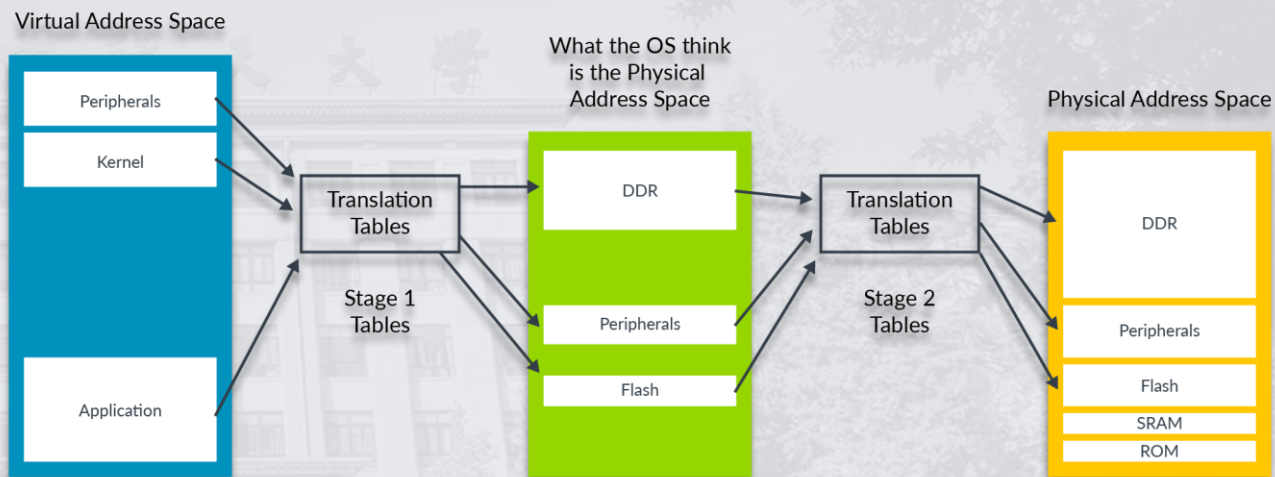 Virtual Address Space
Peripherals
Kernel
Application
Translation
Tables
Stage 1
Tables
What the OS think
is the Physical
Address Space
DDR
Peripherals
Flash
Translation
Tables
Stage 2
Tables
Physical Address Space
DDR
Peripherals
Flash
SRAM
ROM